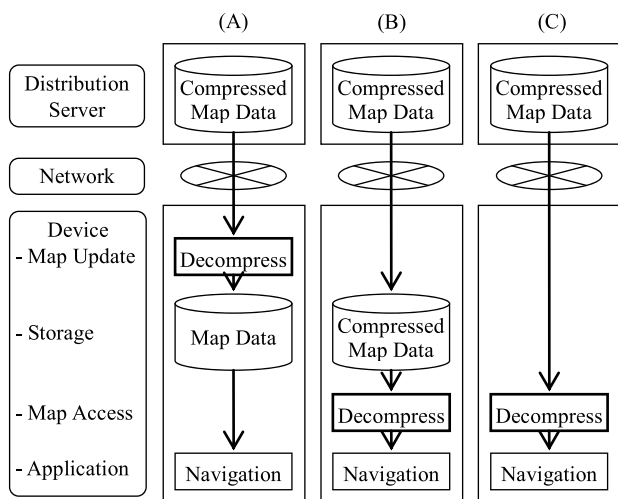 (A)
(B)
(C)
Distribution
Server
Compressed
Map Data
Compressed
Map Data
Compressed
Map Data
Network
Device
- Map Update
- Storage
- Map Access
- Application
Decompress
Map Data
Navigation
Compressed
Map Data
Decompress
Navigation
Decompress
Navigation